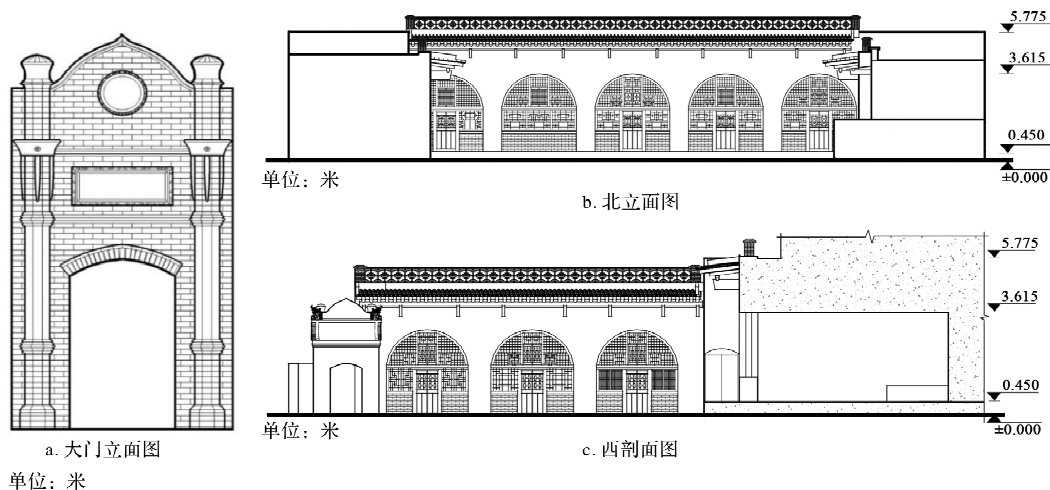 5.775
3.615
0.450
±0.000
单位：米
b. 北立面图
5.775
3.615
0.450
±0.000
单位：米
c. 西剖面图
a. 大门立面图
单位：米